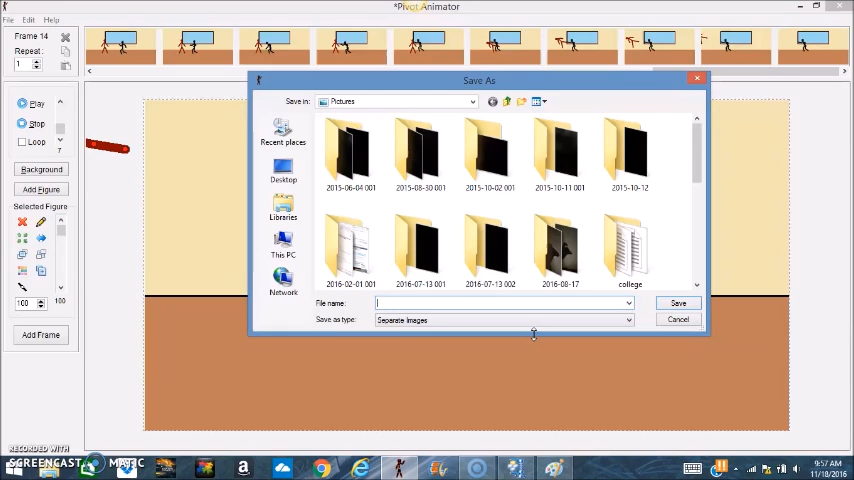 *Pivot Animator
File Edit Help
Frame 14
Repeat:
1
Play
Stop
Loop
7
Background
Add Figure
Selected Figure
100
100
Add Frame
Save As
Save in:
Pictures
Recent places
Desktop
Libraries
This PC
Network
2015-06-04 001
2015-08-30 001
2015-10-02 001
2015-10-11 001
2015-10-12
2016-02-01 001
2016-07-13 001
2016-07-13 002
2016-08-17
college
File name:
Save
Save as type:
Separate Images
Cancel
RECORDED WITH
SCREENCAST MATIC
9:57 AM
11/18/2016